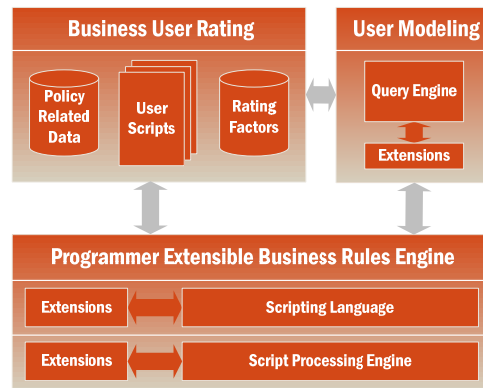 Business User Rating
Policy
Related
Data
User
Scripts
Rating
Factors
User Modeling
Query Engine
Extensions
Programmer Extensible Business Rules Engine
Extensions
Scripting Language
Extensions
Script Processing Engine